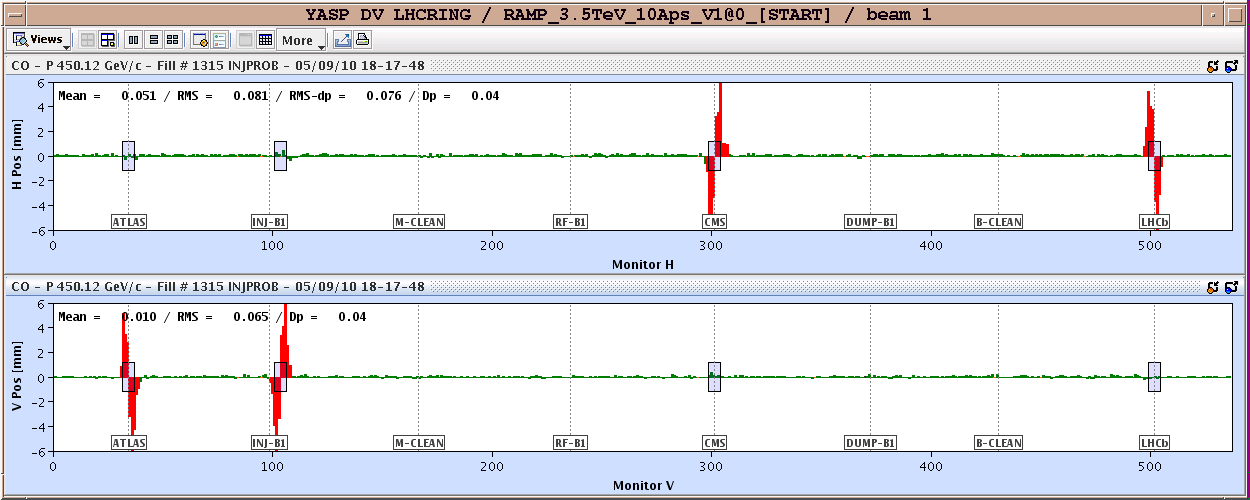 YASP DV LHCRING / RAMP_3.5TeV_10Aps_V1@0_[START] / beam 1
Views More
CO - P 450.12 GeV/c - Fill # 1315 INJPROB - 05/09/10 18-17-48
Mean = 0.051 / RMS = 0.081 / RMS-dp = 0.076 / Dp = 0.04
H Pos [mm]
6
4
2
0
-2
-4
-6
ATLAS INJ-B1 M-CLEAN RF-B1 CMS DUMP-B1 B-CLEAN LHCb
0 100 200 300 400 500
Monitor H
CO - P 450.12 GeV/c - Fill # 1315 INJPROB - 05/09/10 18-17-48
Mean = 0.010 / RMS = 0.065 / Dp = 0.04
V Pos [mm]
6
4
2
0
-2
-4
-6
ATLAS INJ-B1 M-CLEAN RF-B1 CMS DUMP-B1 B-CLEAN LHCb
0 100 200 300 400 500
Monitor V